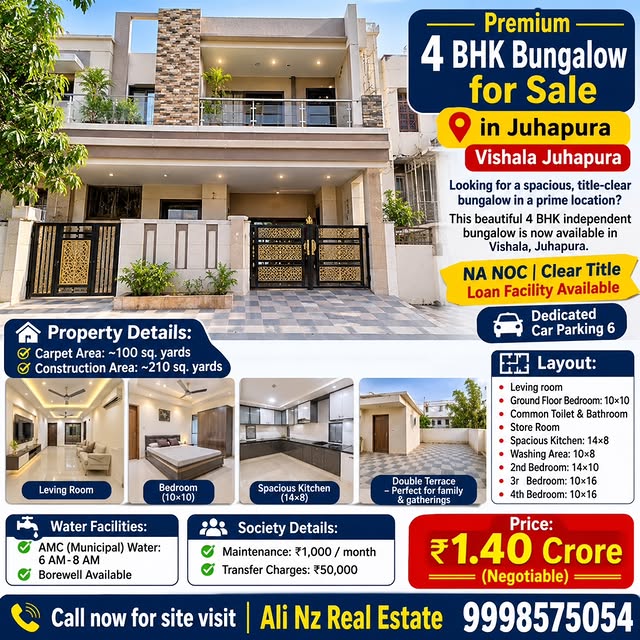 Premium
4 BHK Bungalow
for Sale
in Juhapura
Vishala Juhapura
Looking for a spacious, title-clear
bungalow in a prime location?
This beautiful 4 BHK independent
bungalow is now available in
Vishala, Juhapura.
NA NOC | Clear Title
Loan Facility Available
Dedicated
Car Parking 6
Property Details:
Carpet Area: ~100 sq. yards
Construction Area: ~210 sq. yards
Layout:
Leving room
Ground Floor Bedroom: 10×10
Common Toilet & Bathroom
Store Room
Spacious Kitchen: 14×8
Washing Area: 10×8
2nd Bedroom: 14×10
3r Bedroom: 10×16
4th Bedroom: 10×16
Leving Room
Bedroom
(10×10)
Spacious Kitchen
(14×8)
Double Terrace
– Perfect for family
& gatherings
Water Facilities:
AMC (Municipal) Water:
6 AM-8 AM
Borewell Available
Society Details:
Maintenance: ₹1,000 / month
Transfer Charges: ₹50,000
Price:
₹1.40 Crore
(Negotiable)
Call now for site visit | Ali Nz Real Estate 9998575054